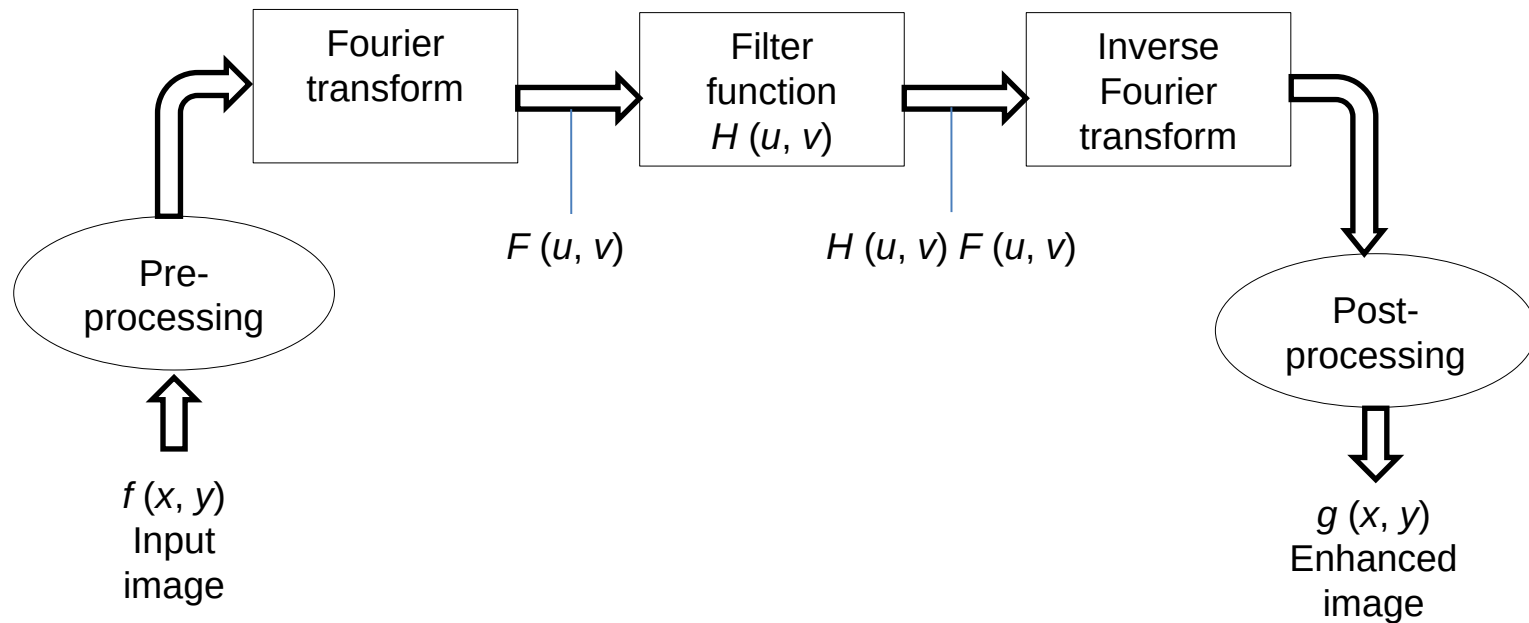 Fourier
transform
Filter
function
H (u, v)
Inverse
Fourier
transform
F (u, v)
H (u, v) F (u, v)
Pre-
processing
Post-
processing
f (x, y)
Input
image
g (x, y)
Enhanced
image